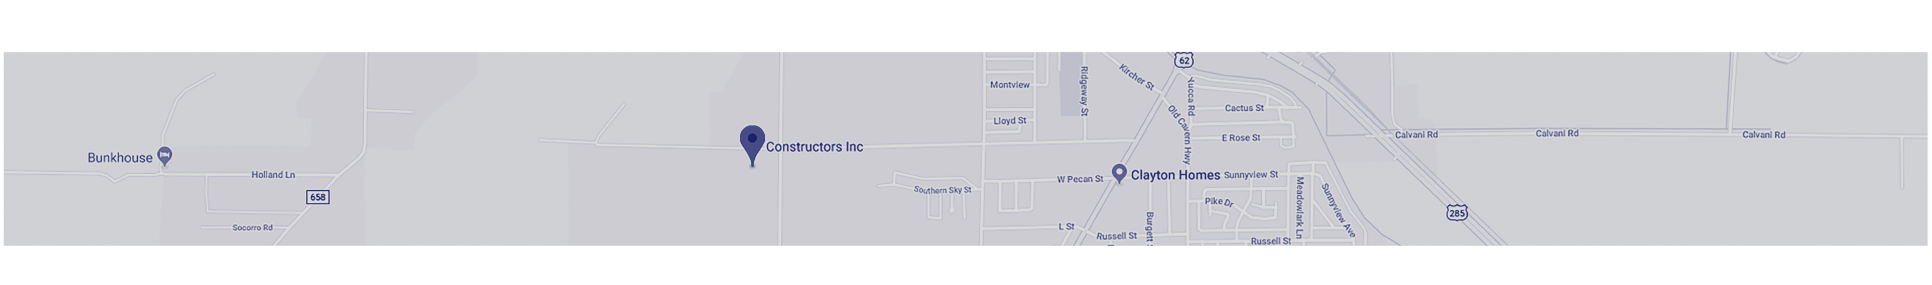 62
Kircher St
Ridgeway St
Montview
Yucca Rd
Cactus St
Lloyd St
Old Cavern Hwy
Calvani Rd
Calvani Rd
Calvani Rd
E Rose St
Constructors Inc
Bunkhouse
Holland Ln
W Pecan St
Clayton Homes
Sunnyview St
Southern Sky St
658
Meadowlark Ln
Sunnyview Ave
Pike Dr
285
Socorro Rd
L St
Burgett
Russell St
Russell St